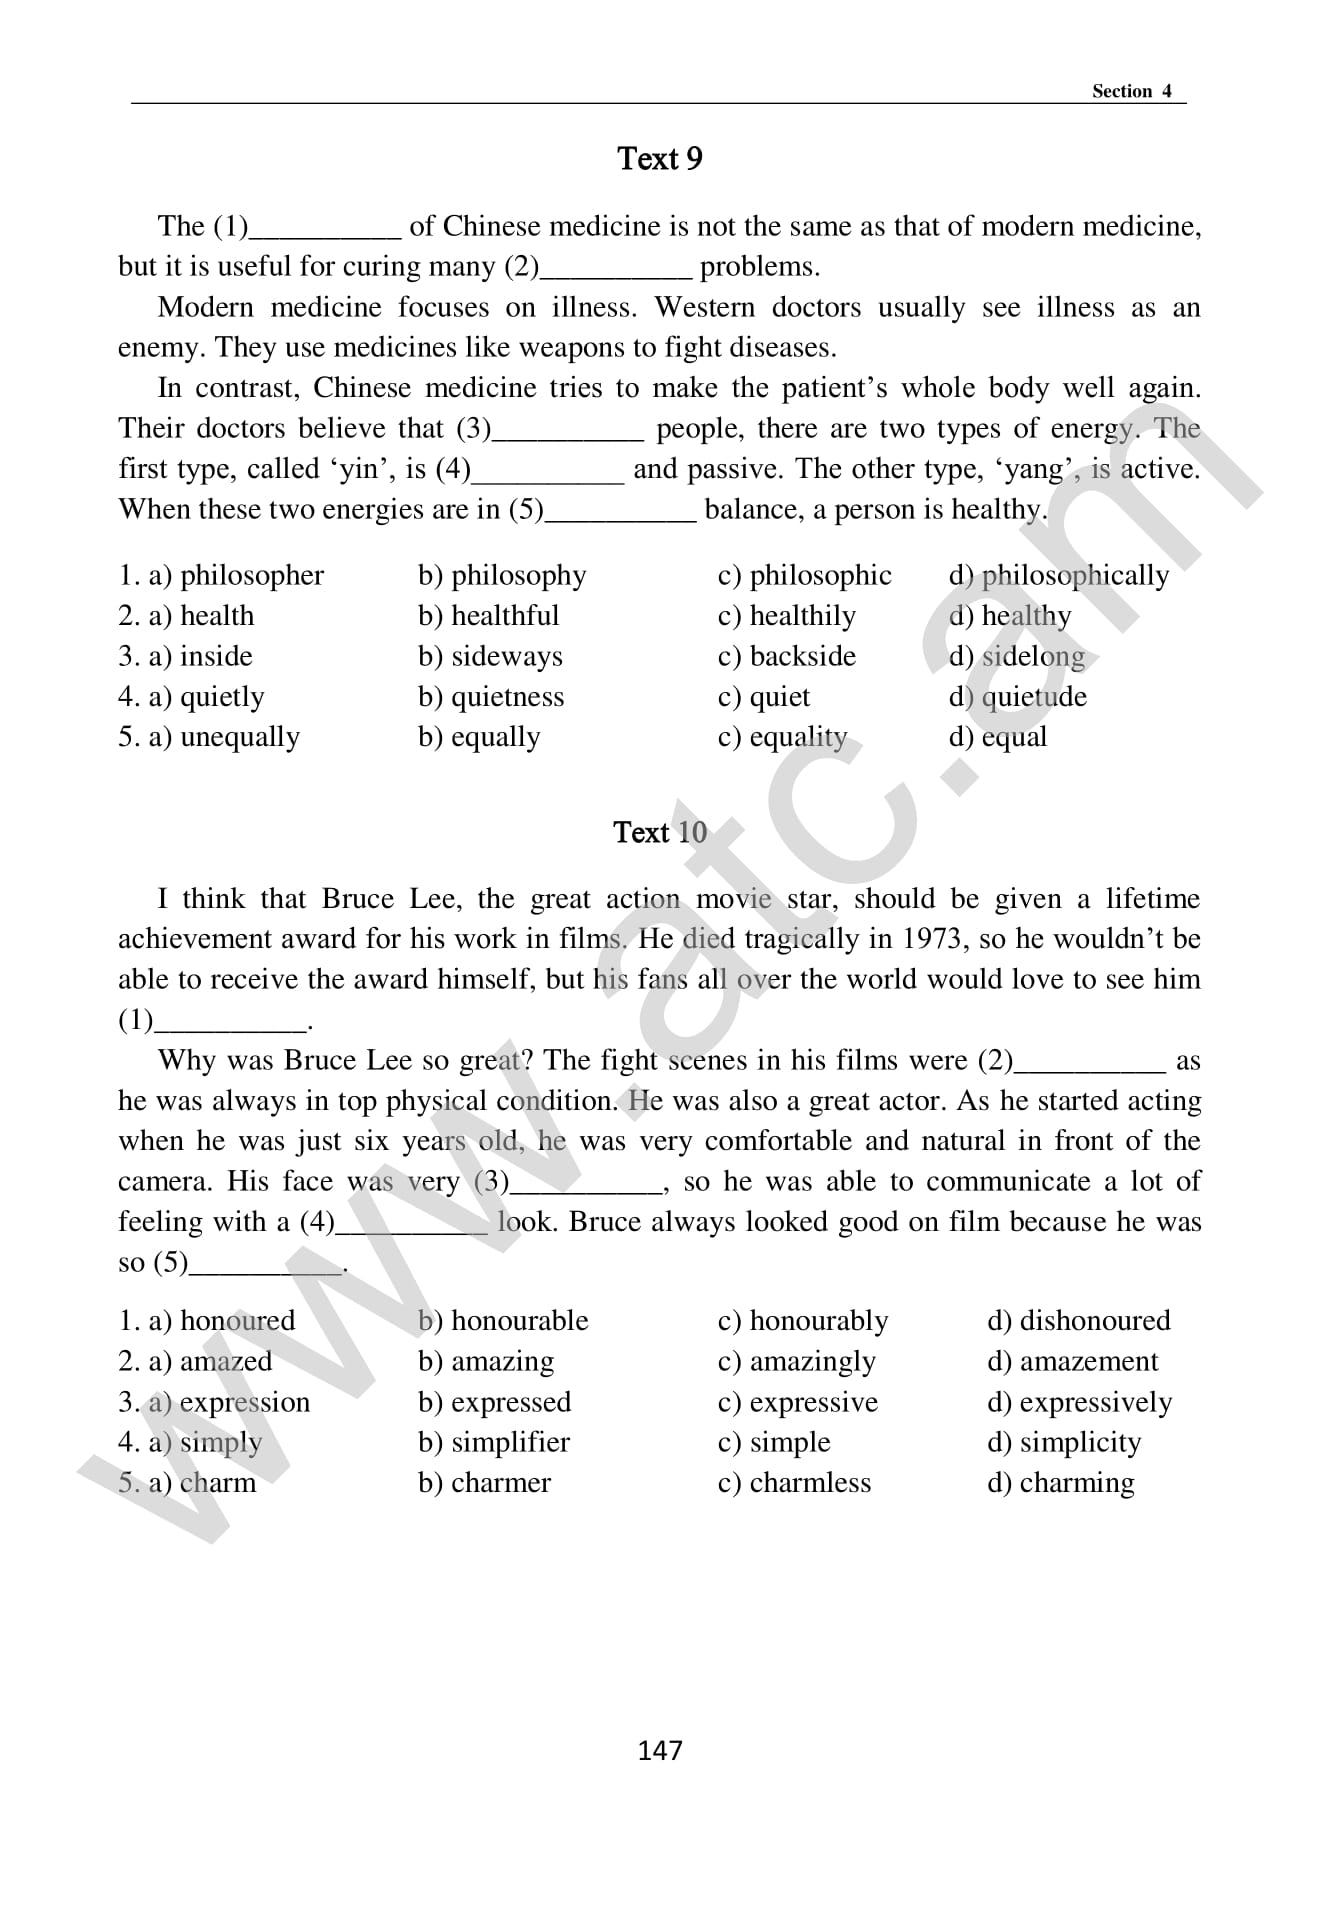 Section 4
Text 9
The (1)__________ of Chinese medicine is not the same as that of modern medicine,
but it is useful for curing many (2)__________ problems.
Modern medicine focuses on illness. Western doctors usually see illness as an
enemy. They use medicines like weapons to fight diseases.
In contrast, Chinese medicine tries to make the patient’s whole body well again.
Their doctors believe that (3)__________ people, there are two types of energy. The
first type, called ‘yin’, is (4)__________ and passive. The other type, ‘yang’, is active.
When these two energies are in (5)__________ balance, a person is healthy.
1. a) philosopher b) philosophy c) philosophic d) philosophically
2. a) health b) healthful c) healthily d) healthy
3. a) inside b) sideways c) backside d) sidelong
4. a) quietly b) quietness c) quiet d) quietude
5. a) unequally b) equally c) equality d) equal
Text 10
I think that Bruce Lee, the great action movie star, should be given a lifetime
achievement award for his work in films. He died tragically in 1973, so he wouldn’t be
able to receive the award himself, but his fans all over the world would love to see him
(1)__________.
Why was Bruce Lee so great? The fight scenes in his films were (2)__________ as
he was always in top physical condition. He was also a great actor. As he started acting
when he was just six years old, he was very comfortable and natural in front of the
camera. His face was very (3)__________, so he was able to communicate a lot of
feeling with a (4)__________ look. Bruce always looked good on film because he was
so (5)__________.
1. a) honoured b) honourable c) honourably d) dishonoured
2. a) amazed b) amazing c) amazingly d) amazement
3. a) expression b) expressed c) expressive d) expressively
4. a) simply b) simplifier c) simple d) simplicity
5. a) charm b) charmer c) charmless d) charming
147
www.atc.am